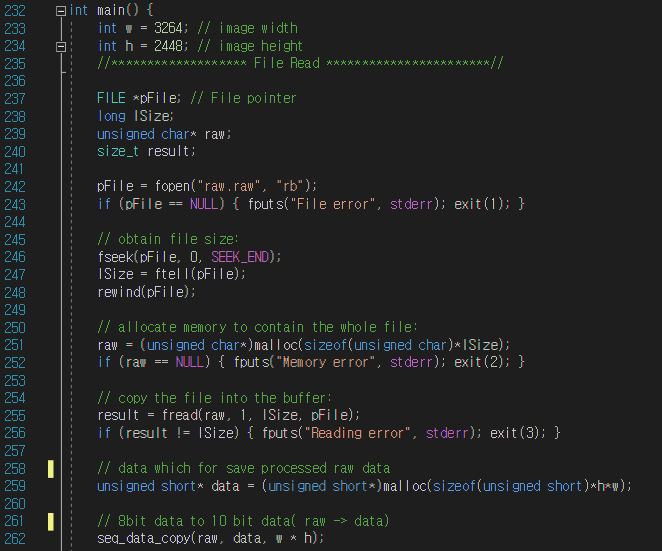 232 int main() {
233 int w = 3264; // image width
234 int h = 2448; // image height
235 //******************* File Read ***********************//
236
237 FILE *pFile; // File pointer
238 long lSize;
239 unsigned char* raw;
240 size_t result;
241
242 pFile = fopen("raw.raw", "rb");
243 if (pFile == NULL) { fputs("File error", stderr); exit(1); }
244
245 // obtain file size:
246 fseek(pFile, 0, SEEK_END);
247 lSize = ftell(pFile);
248 rewind(pFile);
249
250 // allocate memory to contain the whole file:
251 raw = (unsigned char*)malloc(sizeof(unsigned char)*lSize);
252 if (raw == NULL) { fputs("Memory error", stderr); exit(2); }
253
254 // copy the file into the buffer:
255 result = fread(raw, 1, lSize, pFile);
256 if (result != lSize) { fputs("Reading error", stderr); exit(3); }
257
258 // data which for save processed raw data
259 unsigned short* data = (unsigned short*)malloc(sizeof(unsigned short)*h*w);
260
261 // 8bit data to 10 bit data( raw -> data)
262 seq_data_copy(raw, data, w * h);